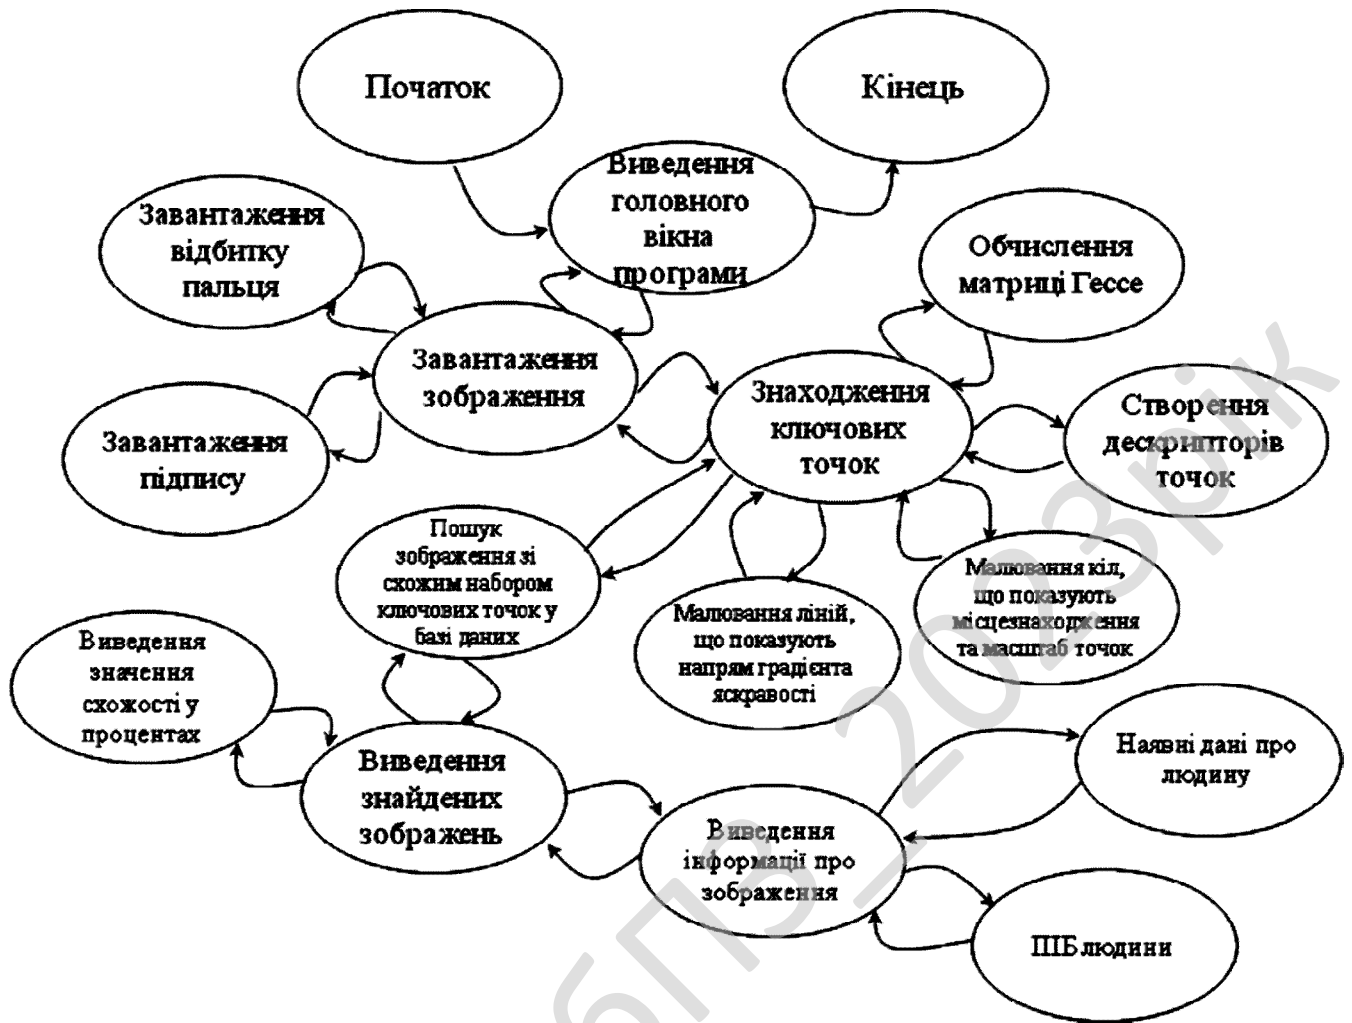 Початок
Кінець
Виведення
головного
вікна
програми
Завантаження
відбитку
пальця
Обчислення
матриці Гессе
Завантаження
зображення
Знаходження
ключових
точок
Створення
дескрипторів
точок
Завантаження
підпису
Пошук
зображення зі
схожим набором
ключових точок у
базі даних
Малювання ліній,
що показують
напрям градієнта
яскравості
Малювання кіл,
що показують
місцезнаходження
та масштаб точок
Виведення
значення
схожості у
процентах
Виведення
знайдених
зображень
Виведення
інформації про
зображення
Наявні дані про
людину
ПІБ людини
бПЗ_2023рік